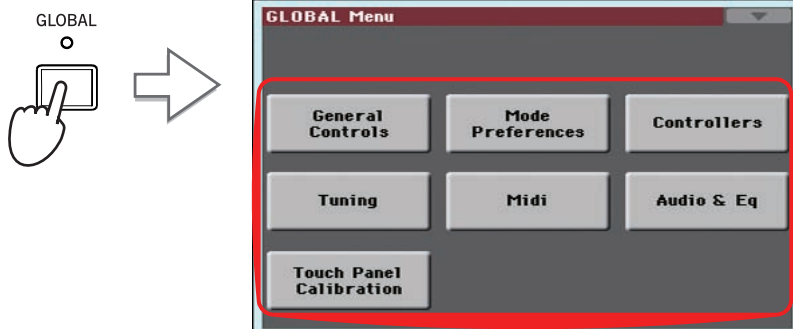 GLOBAL
GLOBAL Menu
General
Controls
Mode
Preferences
Controllers
Tuning
Midi
Audio & Eq
Touch Panel
Calibration